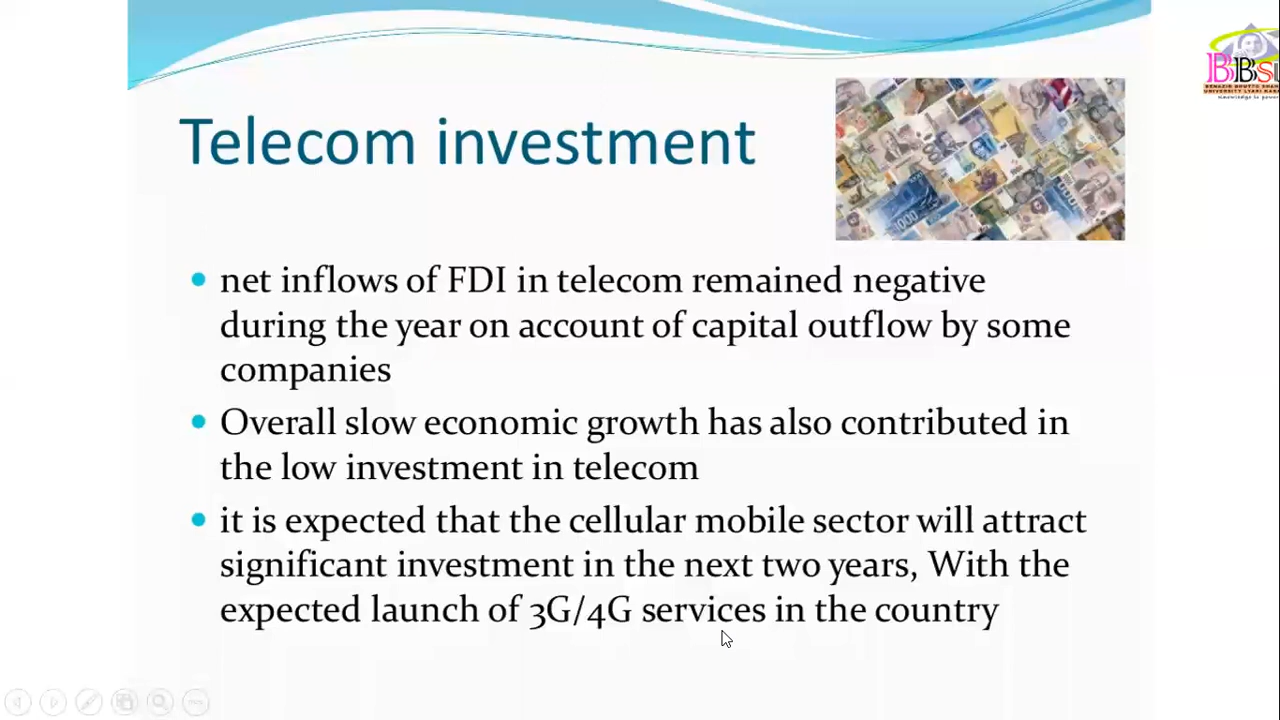 Telecom investment
net inflows of FDI in telecom remained negative
during the year on account of capital outflow by some
companies
Overall slow economic growth has also contributed in
the low investment in telecom
it is expected that the cellular mobile sector will attract
significant investment in the next two years, With the
expected launch of 3G/4G services in the country